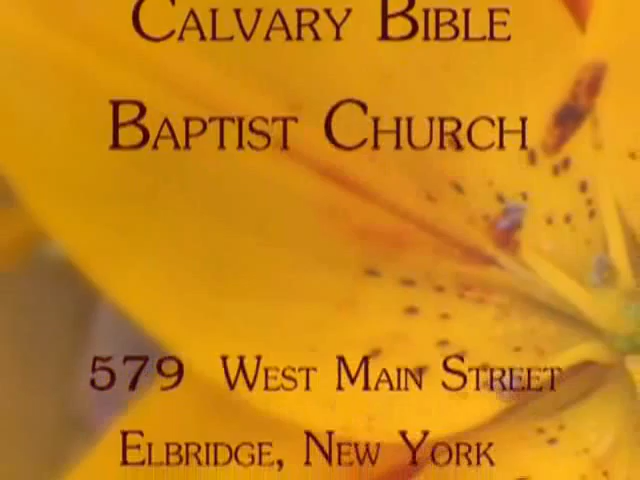 Calvary Bible
Baptist Church
579 West Main Street
Elbridge, New York